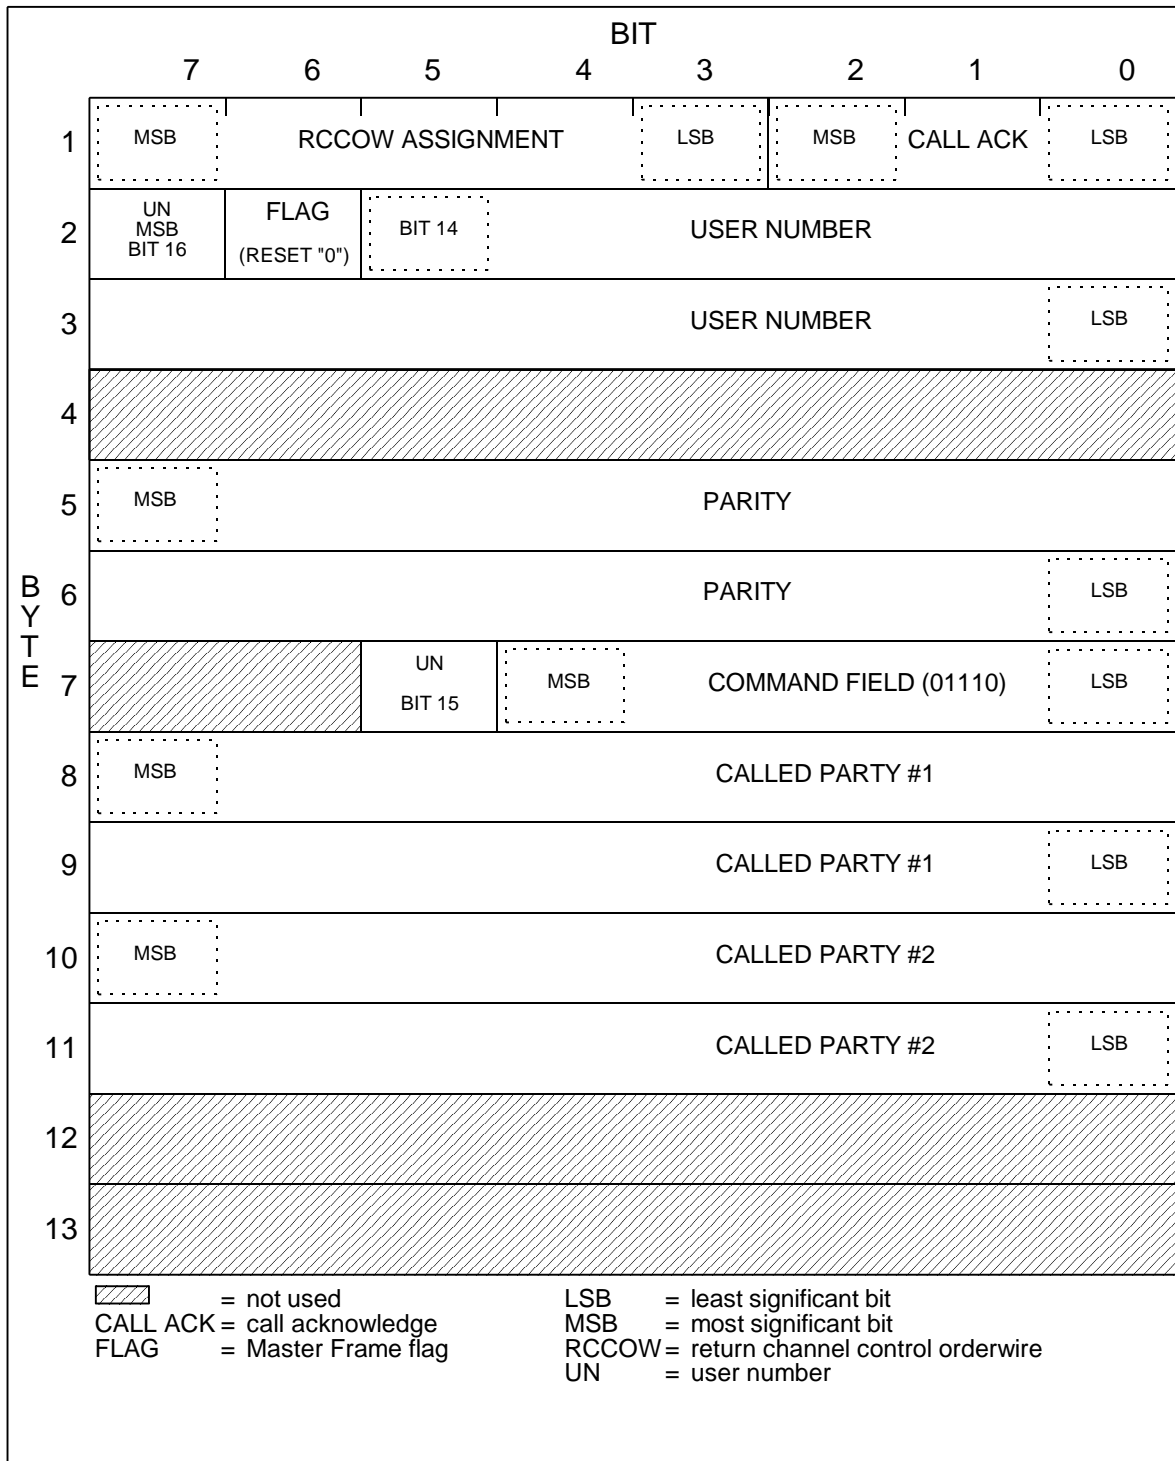 BIT
7 6 5 4 3 2 1 0
1 MSB RCCOW ASSIGNMENT LSB MSB CALL ACK LSB
2 UN MSB BIT 16 FLAG (RESET "0") BIT 14 USER NUMBER
3 USER NUMBER LSB
4
5 MSB PARITY
BYTE
6 PARITY LSB
7 UN BIT 15 MSB COMMAND FIELD (01110) LSB
8 MSB CALLED PARTY #1
9 CALLED PARTY #1 LSB
10 MSB CALLED PARTY #2
11 CALLED PARTY #2 LSB
12
13
= not used
CALL ACK = call acknowledge
FLAG = Master Frame flag
LSB = least significant bit
MSB = most significant bit
RCCOW = return channel control orderwire
UN = user number